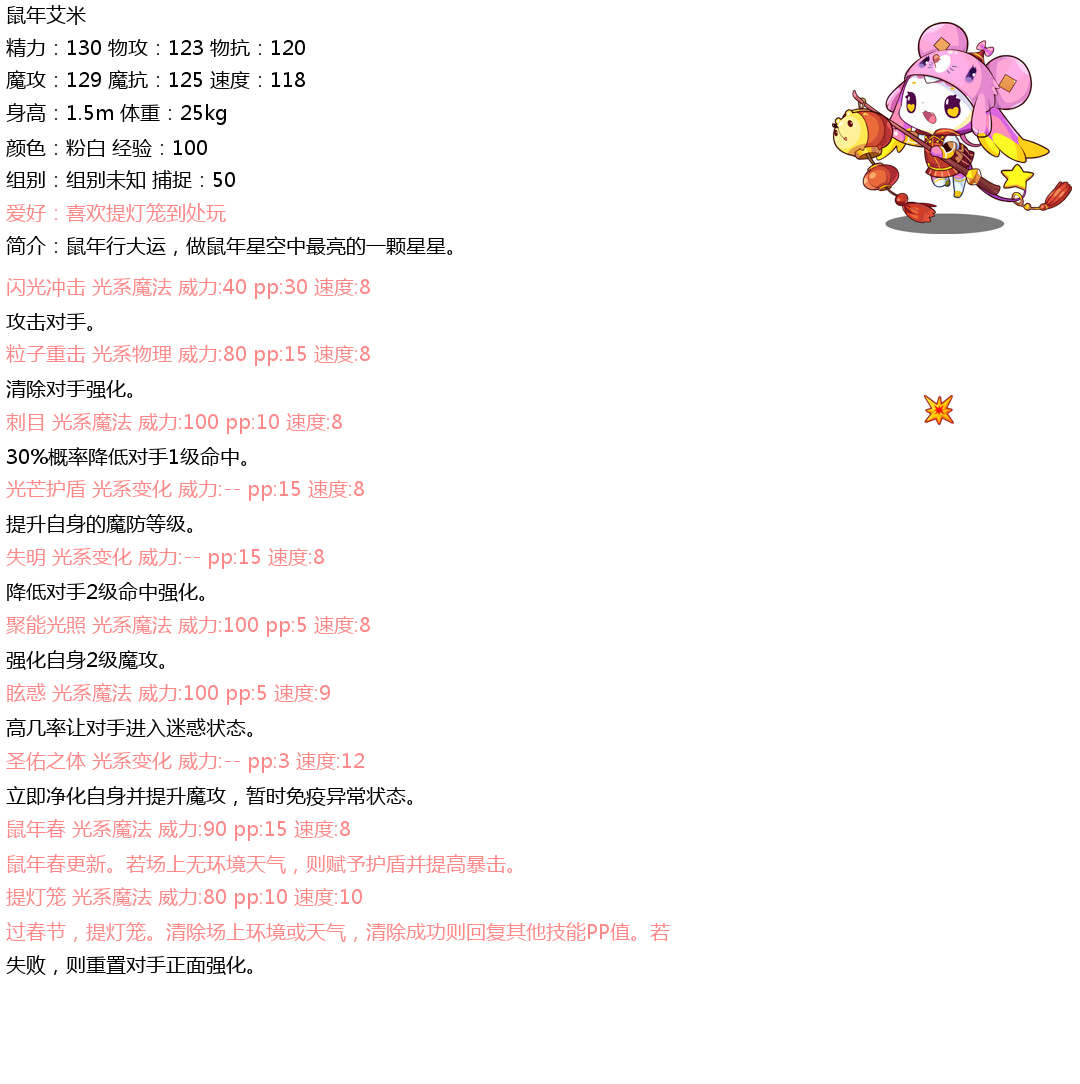 鼠年艾米
精力：130 物攻：123 物抗：120
魔攻：129 魔抗：125 速度：118
身高：1.5m 体重：25kg
颜色：粉白 经验：100
组别：组别未知 捕捉：50
爱好：喜欢提灯笼到处玩
简介：鼠年行大运，做鼠年星空中最亮的一颗星星。
闪光冲击 光系魔法 威力:40 pp:30 速度:8
攻击对手。
粒子重击 光系物理 威力:80 pp:15 速度:8
清除对手强化。
刺目 光系魔法 威力:100 pp:10 速度:8
30%概率降低对手1级命中。
光芒护盾 光系变化 威力:-- pp:15 速度:8
提升自身的魔防等级。
失明 光系变化 威力:-- pp:15 速度:8
降低对手2级命中强化。
聚能光照 光系魔法 威力:100 pp:5 速度:8
强化自身2级魔攻。
眩惑 光系魔法 威力:100 pp:5 速度:9
高几率让对手进入迷惑状态。
圣佑之体 光系变化 威力:-- pp:3 速度:12
立即净化自身并提升魔攻，暂时免疫异常状态。
鼠年春 光系魔法 威力:90 pp:15 速度:8
鼠年春更新。若场上无环境天气，则赋予护盾并提高暴击。
提灯笼 光系魔法 威力:80 pp:10 速度:10
过春节，提灯笼。清除场上环境或天气，清除成功则回复其他技能PP值。若
失败，则重置对手正面强化。